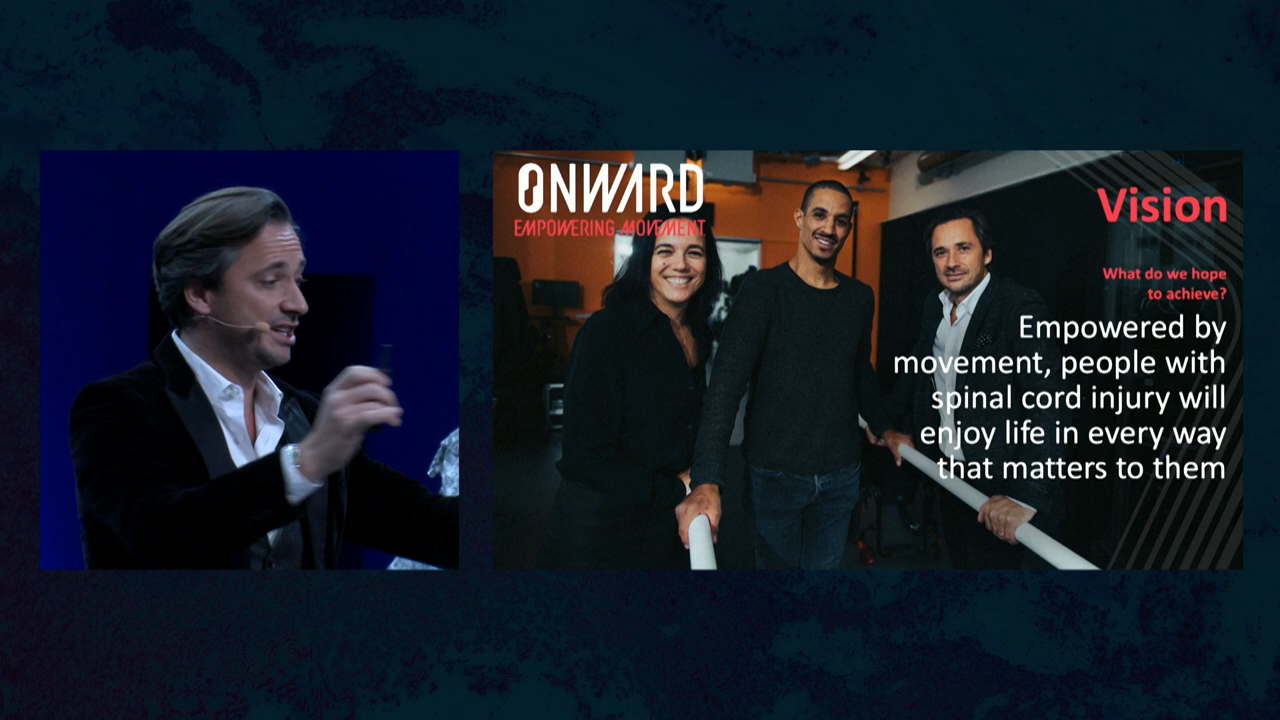 ONWARD
EMPOWERING MOVEMENT
Vision
What do we hope
to achieve?
Empowered by
movement, people with
spinal cord injury will
enjoy life in every way
that matters to them